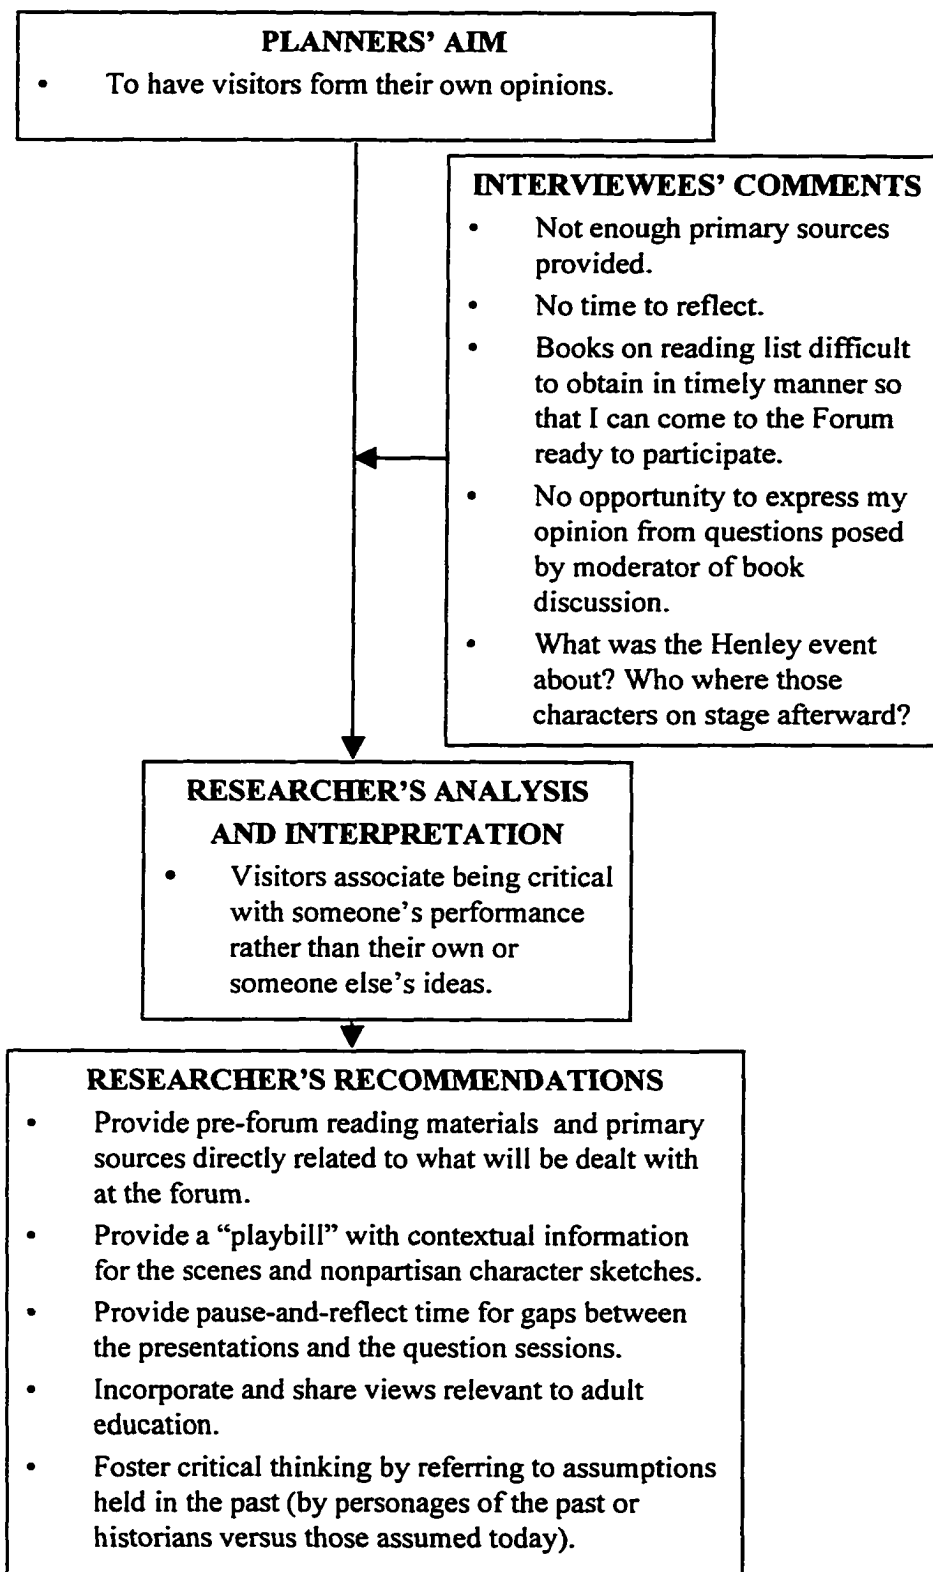 PLANNERS' AIM
• To have visitors form their own opinions.
INTERVIEWEES' COMMENTS
• Not enough primary sources
provided.
• No time to reflect.
• Books on reading list difficult
to obtain in timely manner so
that I can come to the Forum
ready to participate.
• No opportunity to express my
opinion from questions posed
by moderator of book
discussion.
• What was the Henley event
about? Who where those
characters on stage afterward?
RESEARCHER'S ANALYSIS
AND INTERPRETATION
• Visitors associate being critical
with someone's performance
rather than their own or
someone else's ideas.
RESEARCHER'S RECOMMENDATIONS
• Provide pre-forum reading materials and primary
sources directly related to what will be dealt with
at the forum.
• Provide a “playbill” with contextual information
for the scenes and nonpartisan character sketches.
• Provide pause-and-reflect time for gaps between
the presentations and the question sessions.
• Incorporate and share views relevant to adult
education.
• Foster critical thinking by referring to assumptions
held in the past (by personages of the past or
historians versus those assumed today).